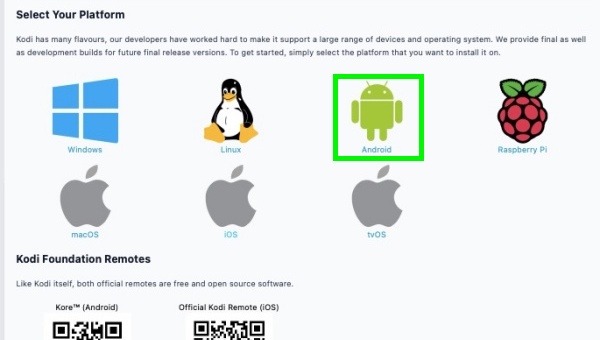 Select Your Platform
Kodi has many flavours, our developers have worked hard to make it support a large range of devices and operating system. We provide final as well
as development builds for future final release versions. To get started, simply select the platform that you want to install it on.
Windows
Linux
Android
Raspberry Pi
macOS
iOS
tvOS
Kodi Foundation Remotes
Like Kodi itself, both official remotes are free and open source software.
Kore™ (Android)
Official Kodi Remote (iOS)